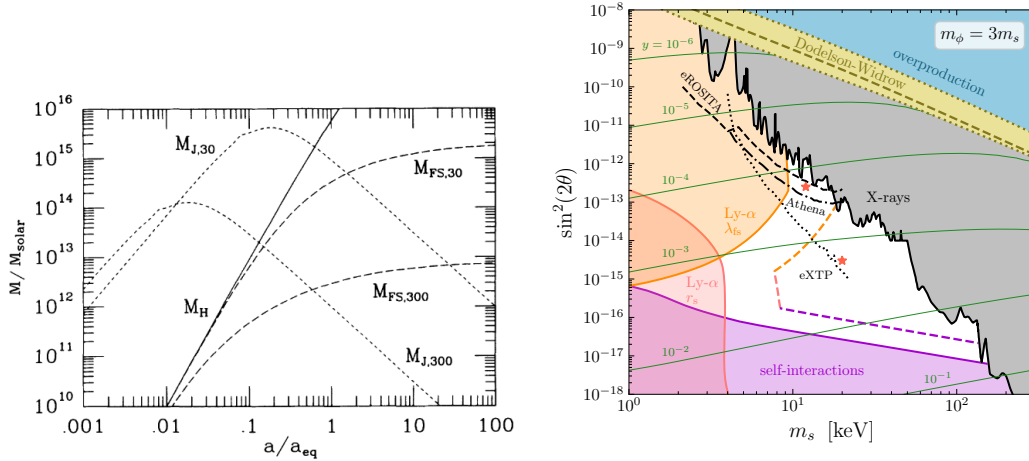 10^16
10^15
10^14
10^13
10^12
10^11
10^10
M/M_solar
M_J,30
M_FS,30
M_H
M_FS,300
M_J,300
.001
.01
.1
1
10
100
a/a_eq
10^−8
10^−9
10^−10
10^−11
10^−12
10^−13
10^−14
10^−15
10^−16
10^−17
10^−18
sin²(2θ)
m_φ = 3m_s
y = 10^−6
Dodelson-Widrow
overproduction
eROSITA
10^−5
10^−4
X-rays
Athena
Ly-α
λ_fs
10^−3
eXTP
Ly-α
r_s
10^−2
self-interactions
10^−1
10^0
10^1
10^2
m_s [keV]